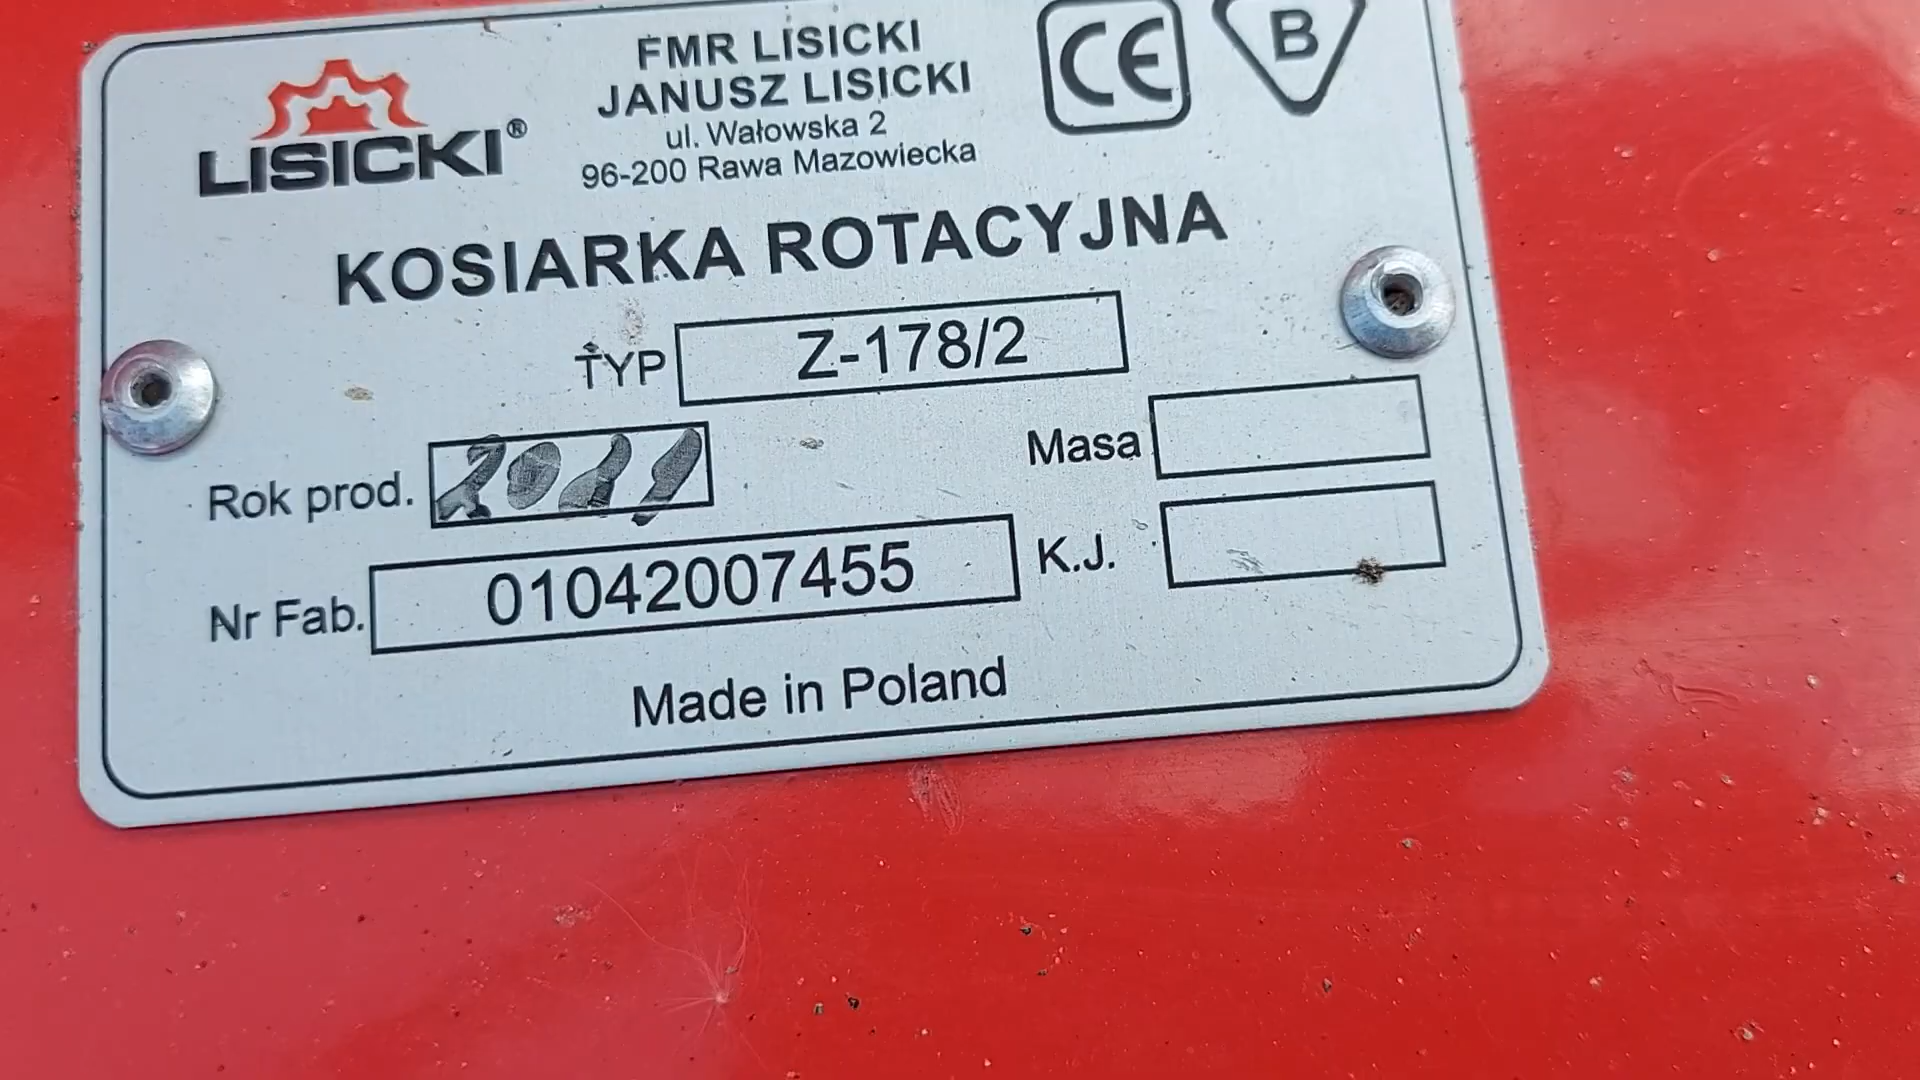 LISICKI®
FMR LISICKI
JANUSZ LISICKI
ul. Wałowska 2
96-200 Rawa Mazowiecka
CE
B
KOSIARKA ROTACYJNA
TYP Z-178/2
Rok prod. 2021
Masa
Nr Fab. 01042007455
K.J.
Made in Poland